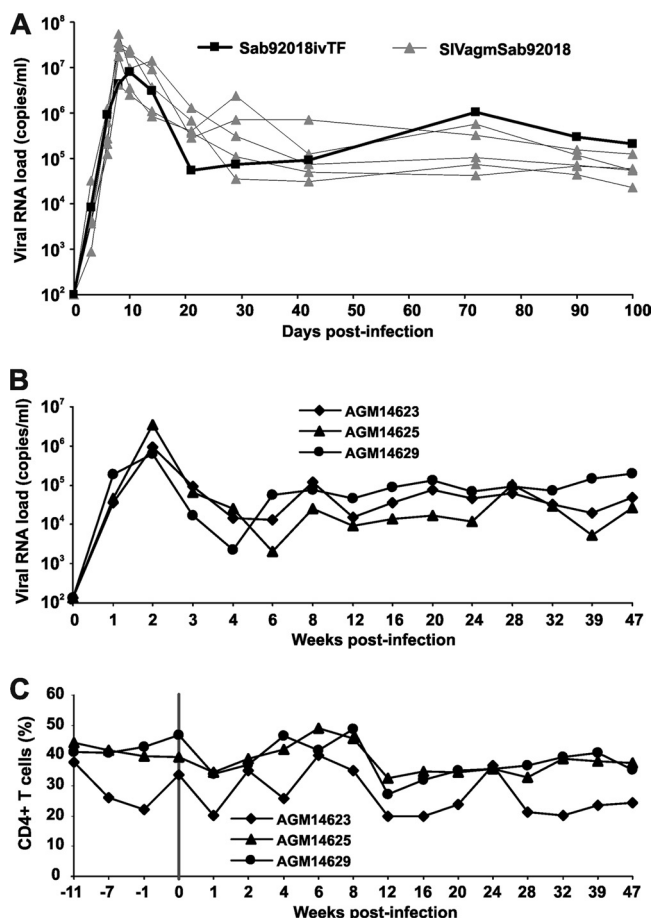 A
Viral RNA load (copies/ml)
10⁸
10⁷
10⁶
10⁵
10⁴
10³
10²
Sab92018ivTF
SIVagmSab92018
0 10 20 30 40 50 60 70 80 90 100
Days post-infection
B
Viral RNA load (copies/ml)
10⁷
10⁶
10⁵
10⁴
10³
10²
AGM14623
AGM14625
AGM14629
0 1 2 3 4 6 8 12 16 20 24 28 32 39 47
Weeks post-infection
C
CD4+ T cells (%)
60
50
40
30
20
10
0
AGM14623
AGM14625
AGM14629
-11 -7 -1 0 1 2 4 6 8 12 16 20 24 28 32 39 47
Weeks post-infection